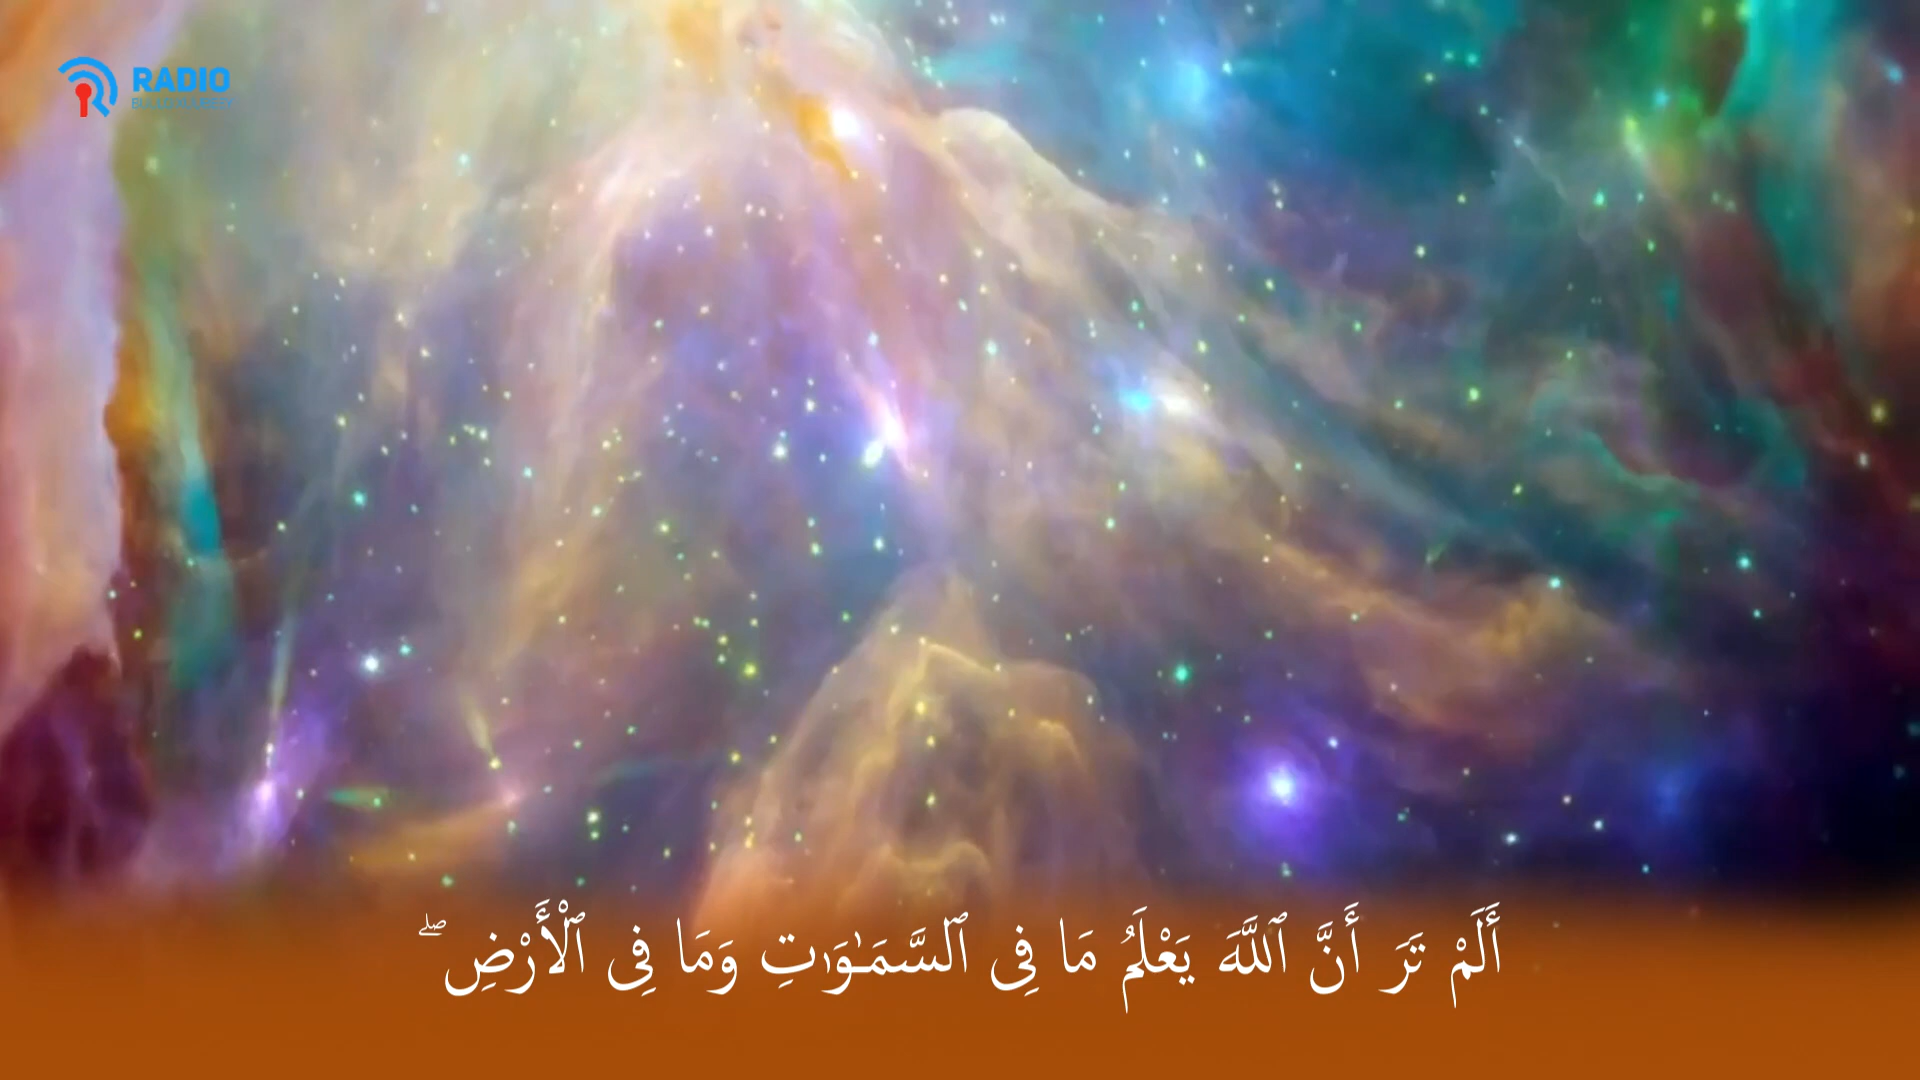 RADIO
أَلَمْ تَرَ أَنَّ ٱللَّهَ يَعْلَمُ مَا فِى ٱلسَّمَـٰوَٰتِ وَمَا فِى ٱلْأَرْضِ ۖ